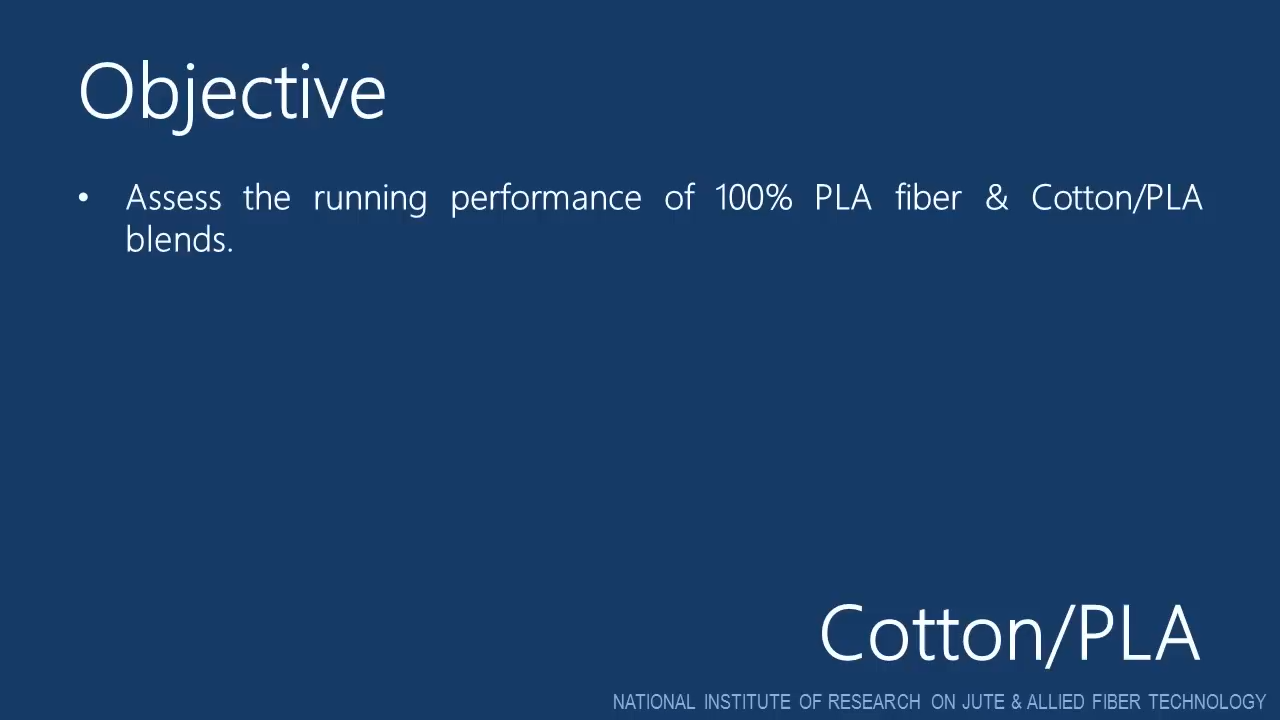 Objective
• Assess the running performance of 100% PLA fiber & Cotton/PLA
blends.
Cotton/PLA
NATIONAL INSTITUTE OF RESEARCH ON JUTE & ALLIED FIBER TECHNOLOGY